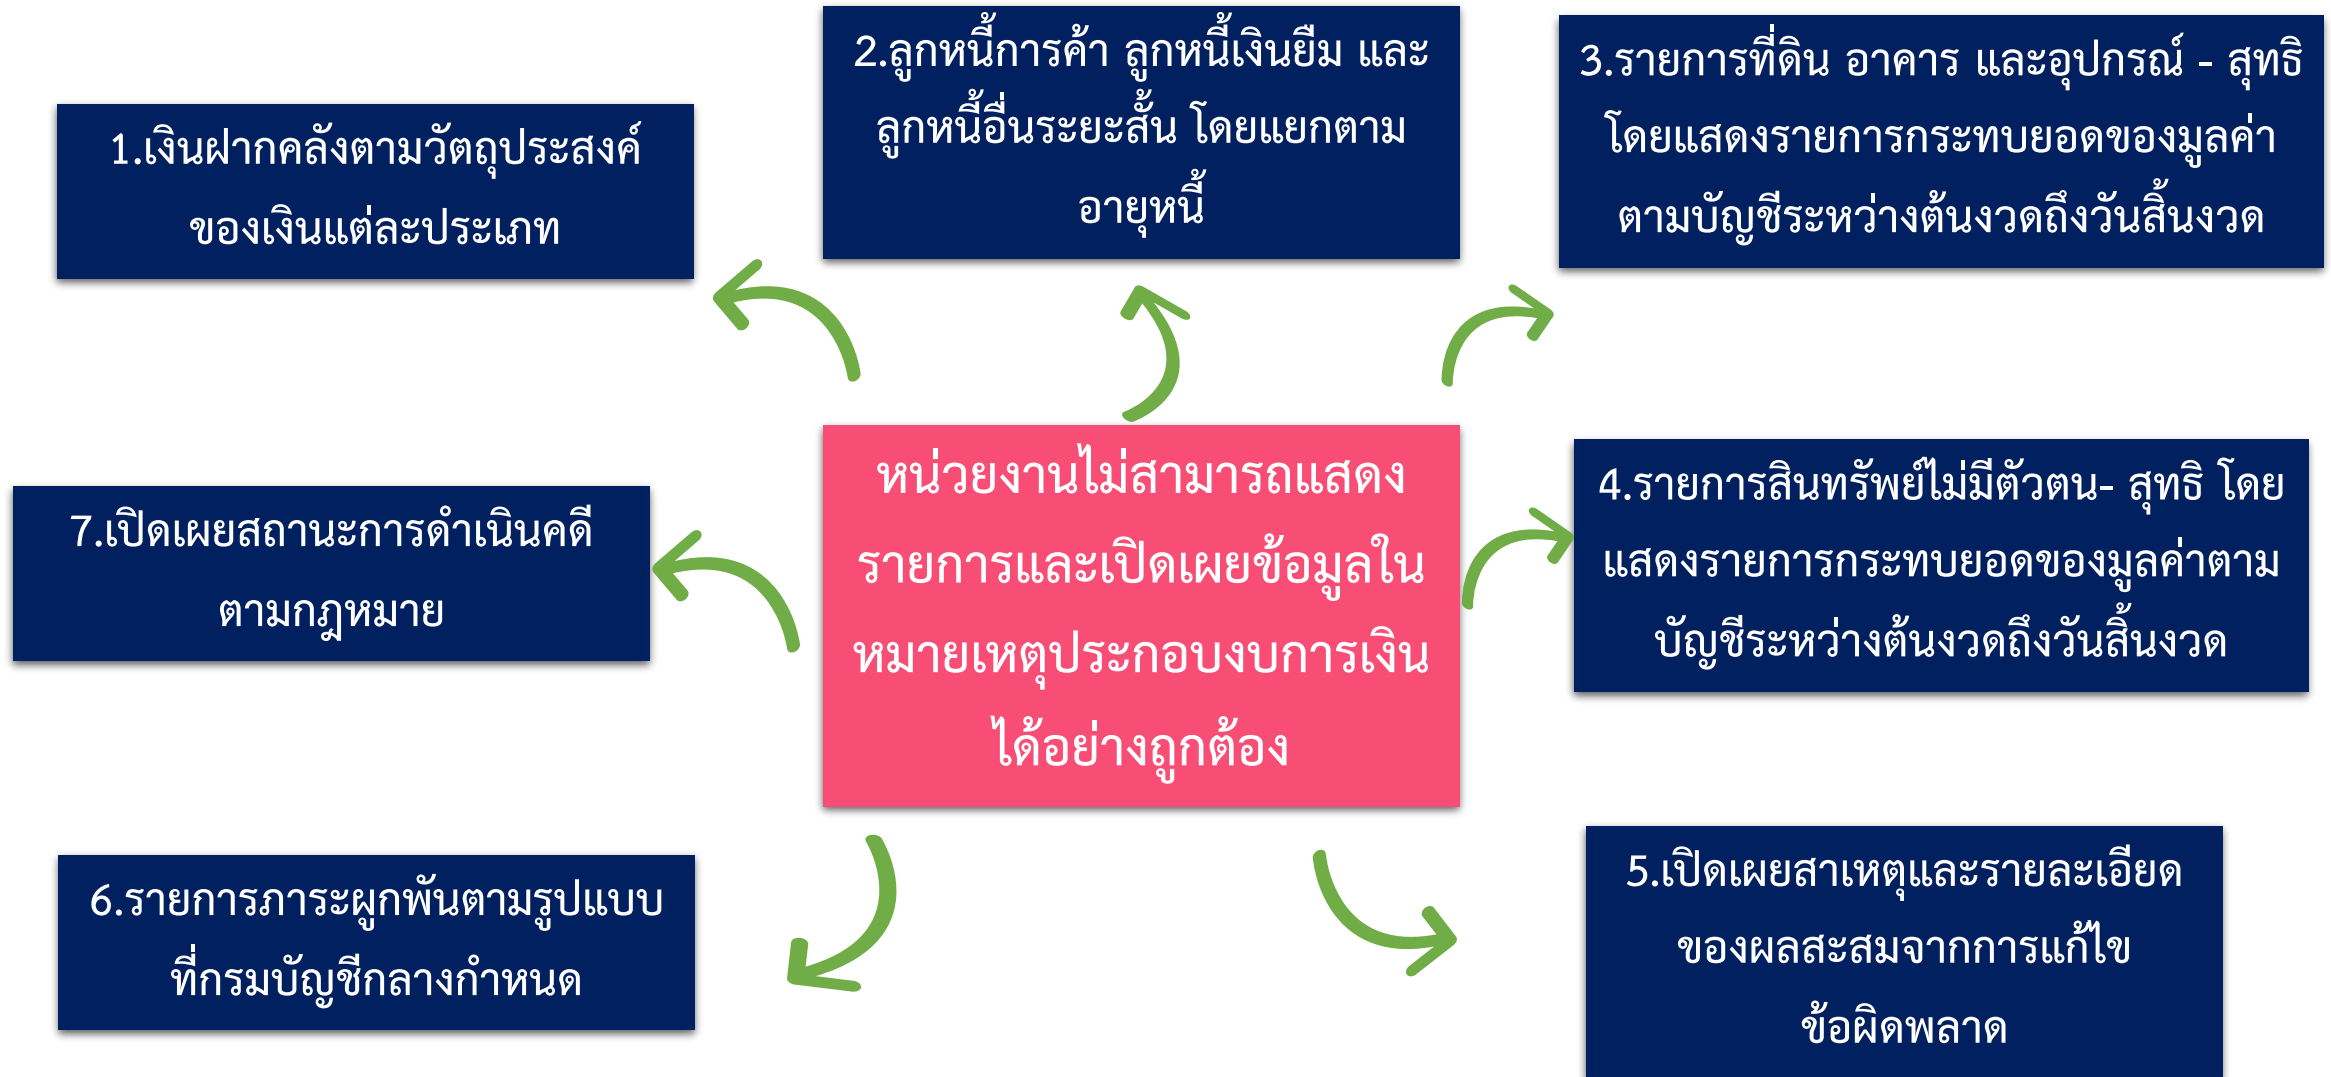 1.เงินฝากคลังตามวัตถุประสงค์
ของเงินแต่ละประเภท
2.ลูกหนี้การค้า ลูกหนี้เงินยืม และ
ลูกหนี้อื่นระยะสั้น โดยแยกตาม
อายุหนี้
3.รายการที่ดิน อาคาร และอุปกรณ์ - สุทธิ
โดยแสดงรายการกระทบยอดของมูลค่า
ตามบัญชีระหว่างต้นงวดถึงวันสิ้นงวด
หน่วยงานไม่สามารถแสดง
รายการและเปิดเผยข้อมูลใน
หมายเหตุประกอบงบการเงิน
ได้อย่างถูกต้อง
4.รายการสินทรัพย์ไม่มีตัวตน- สุทธิ โดย
แสดงรายการกระทบยอดของมูลค่าตาม
บัญชีระหว่างต้นงวดถึงวันสิ้นงวด
5.เปิดเผยสาเหตุและรายละเอียด
ของผลสะสมจากการแก้ไข
ข้อผิดพลาด
6.รายการภาระผูกพันตามรูปแบบ
ที่กรมบัญชีกลางกำหนด
7.เปิดเผยสถานะการดำเนินคดี
ตามกฎหมาย